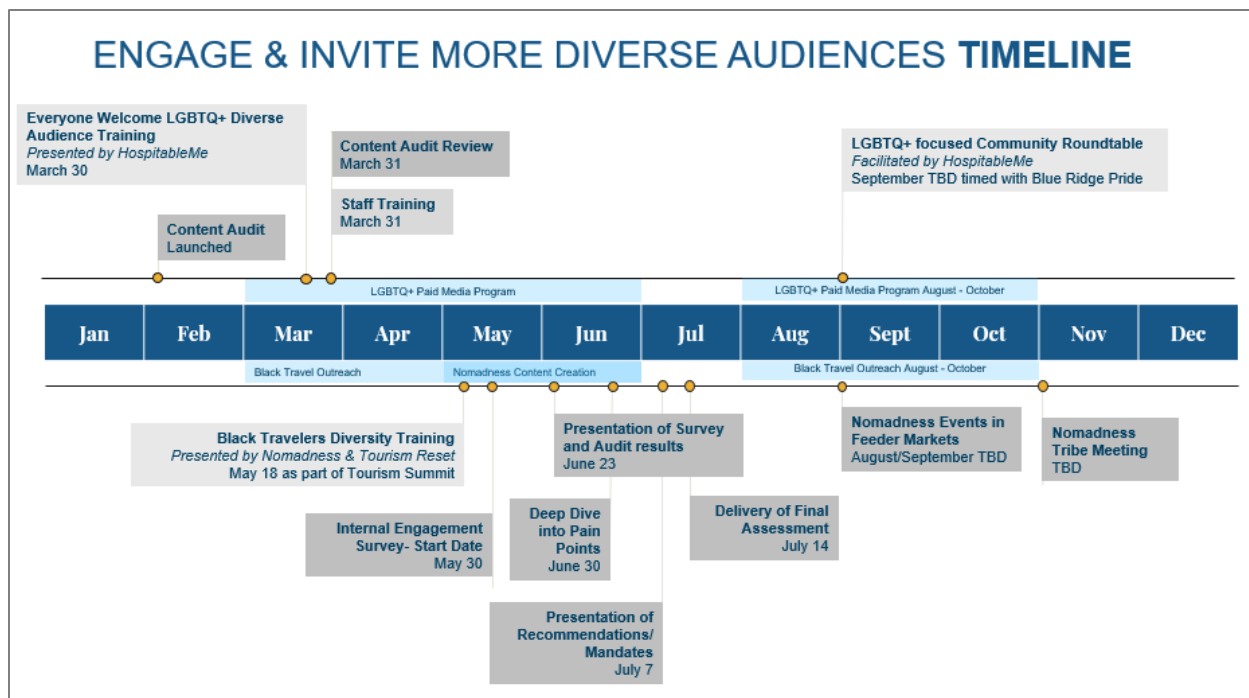 ENGAGE & INVITE MORE DIVERSE AUDIENCES TIMELINE
Everyone Welcome LGBTQ+ Diverse
Audience Training
Presented by HospitableMe
March 30
Content Audit
Launched
Content Audit Review
March 31
Staff Training
March 31
LGBTQ+ focused Community Roundtable
Facilitated by HospitableMe
September TBD timed with Blue Ridge Pride
LGBTQ+ Paid Media Program
LGBTQ+ Paid Media Program August - October
Jan
Feb
Mar
Apr
May
Jun
Jul
Aug
Sept
Oct
Nov
Dec
Black Travel Outreach
Nomadness Content Creation
Black Travel Outreach August - October
Black Travelers Diversity Training
Presented by Nomadness & Tourism Reset
May 18 as part of Tourism Summit
Internal Engagement
Survey- Start Date
May 30
Presentation of Survey
and Audit results
June 23
Deep Dive
into Pain
Points
June 30
Presentation of
Recommendations/
Mandates
July 7
Delivery of Final
Assessment
July 14
Nomadness Events in
Feeder Markets
August/September TBD
Nomadness
Tribe Meeting
TBD